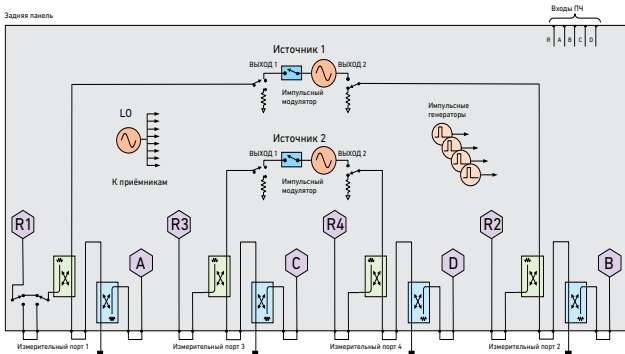 Задняя панель
Входы ПЧ
R A B C D
Источник 1
ВЫХОД 1
ВЫХОД 2
Импульсный
модулятор
LO
К приёмникам
Импульсные
генераторы
Источник 2
ВЫХОД 1
ВЫХОД 2
Импульсный
модулятор
R1
A
R3
C
R4
D
R2
B
Измерительный порт 1
Измерительный порт 3
Измерительный порт 4
Измерительный порт 2